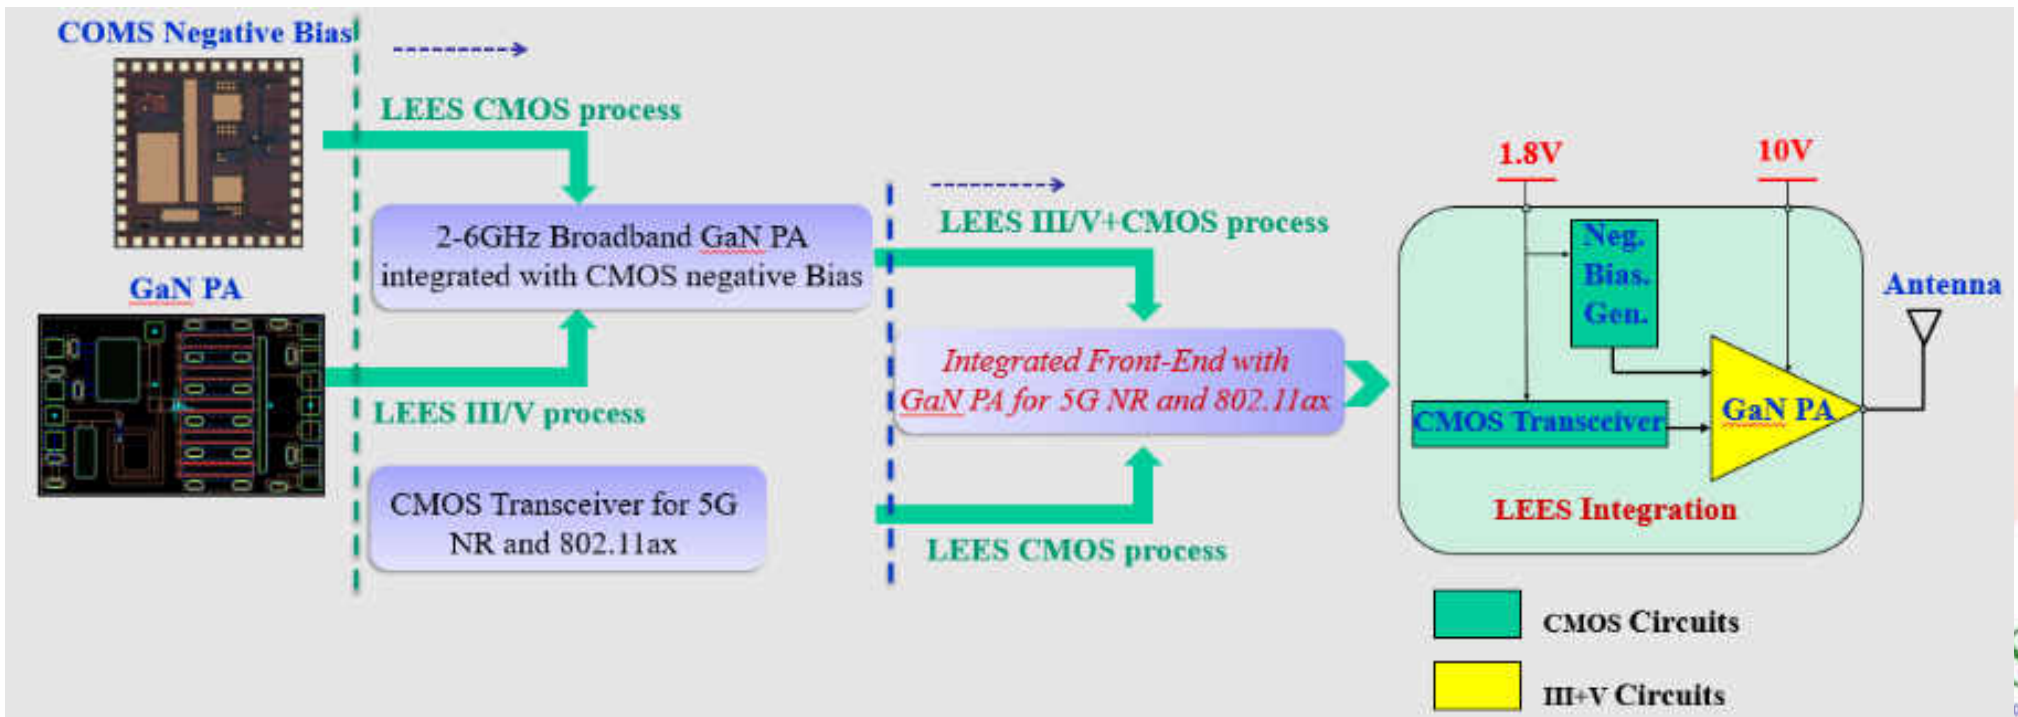 COMS Negative Bias
LEES CMOS process
GaN PA
2-6GHz Broadband GaN PA
integrated with CMOS negative Bias
LEES III/V process
CMOS Transceiver for 5G
NR and 802.11ax
LEES III/V+CMOS process
Integrated Front-End with
GaN PA for 5G NR and 802.11ax
LEES CMOS process
1.8V
10V
Neg.
Bias.
Gen.
CMOS Transceiver
GaN PA
Antenna
LEES Integration
CMOS Circuits
III+V Circuits